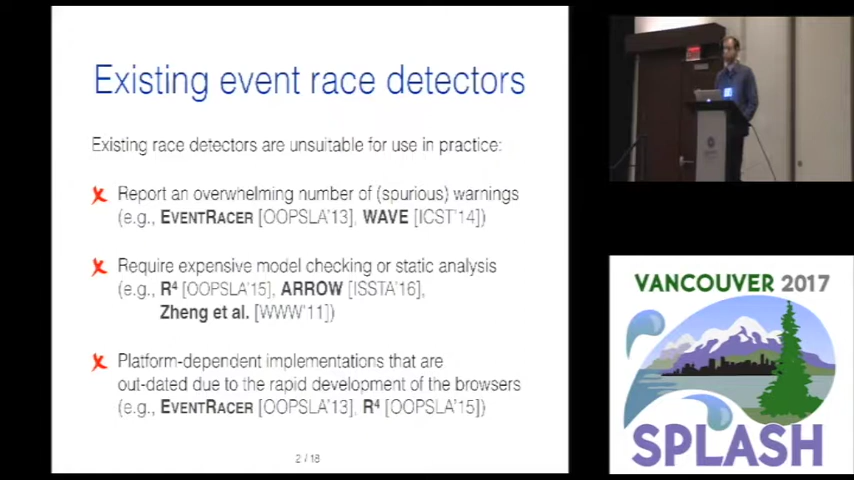 Existing event race detectors
Existing race detectors are unsuitable for use in practice:
Report an overwhelming number of (spurious) warnings
(e.g., EVENTRACER [OOPSLA'13], WAVE [ICST'14])
Require expensive model checking or static analysis
(e.g., R⁴ [OOPSLA'15], ARROW [ISSTA'16],
Zheng et al. [WWW'11])
Platform-dependent implementations that are
out-dated due to the rapid development of the browsers
(e.g., EVENTRACER [OOPSLA'13], R⁴ [OOPSLA'15])
2 / 18
VANCOUVER 2017
SPLASH